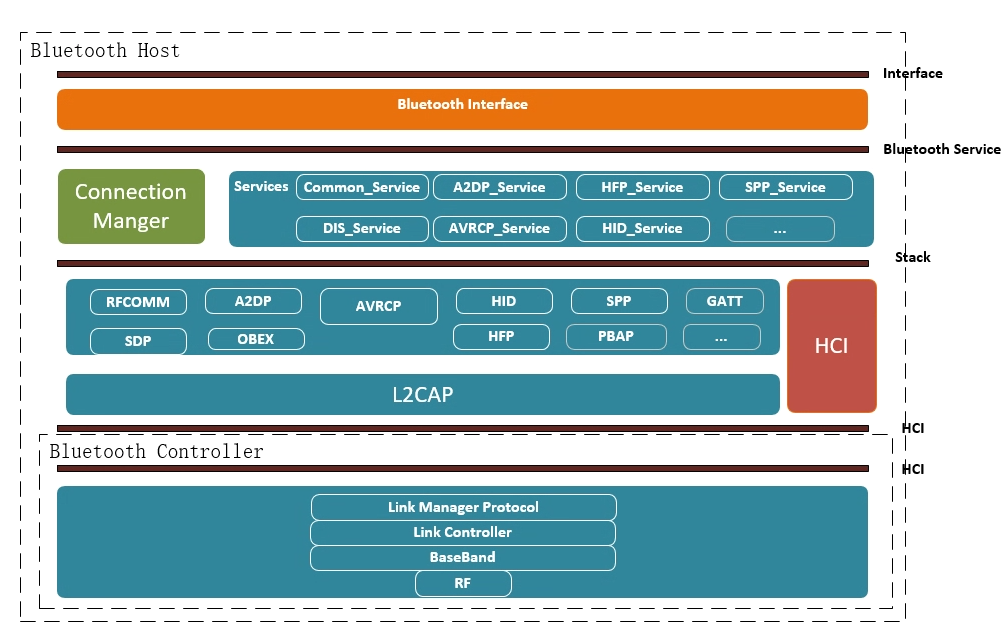 Bluetooth Host
Interface
Bluetooth Interface
Bluetooth Service
Connection
Manger
Services
Common_Service
A2DP_Service
HFP_Service
SPP_Service
DIS_Service
AVRCP_Service
HID_Service
...
Stack
RFCOMM
A2DP
AVRCP
HID
SPP
GATT
SDP
OBEX
HFP
PBAP
...
HCI
L2CAP
HCI
Bluetooth Controller
HCI
Link Manager Protocol
Link Controller
BaseBand
RF